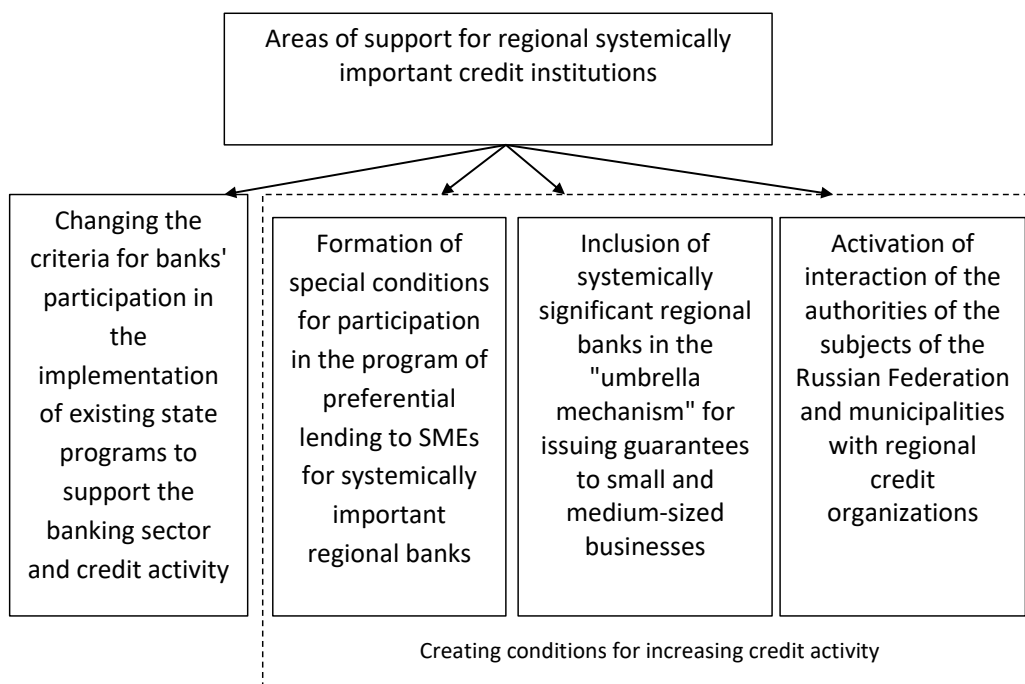 Areas of support for regional systemically
important credit institutions
Changing the
criteria for banks'
participation in
the
implementation
of existing state
programs to
support the
banking sector
and credit activity
Formation of
special conditions
for participation
in the program of
preferential
lending to SMEs
for systemically
important
regional banks
Inclusion of
systemically
significant regional
banks in the
"umbrella
mechanism" for
issuing guarantees
to small and
medium-sized
businesses
Activation of
interaction of the
authorities of the
subjects of the
Russian Federation
and municipalities
with regional
credit
organizations
Creating conditions for increasing credit activity